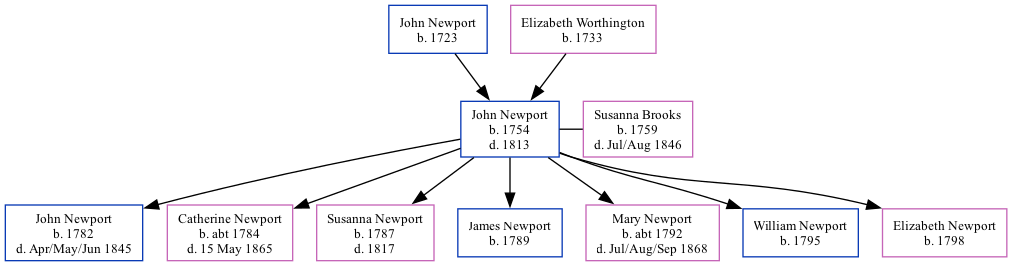 John Newport
b. 1723
Elizabeth Worthington
b. 1733
John Newport
b. 1754
d. 1813
Susanna Brooks
b. 1759
d. Jul/Aug 1846
John Newport
b. 1782
d. Apr/May/Jun 1845
Catherine Newport
b. abt 1784
d. 15 May 1865
Susanna Newport
b. 1787
d. 1817
James Newport
b. 1789
Mary Newport
b. abt 1792
d. Jul/Aug/Sep 1868
William Newport
b. 1795
Elizabeth Newport
b. 1798